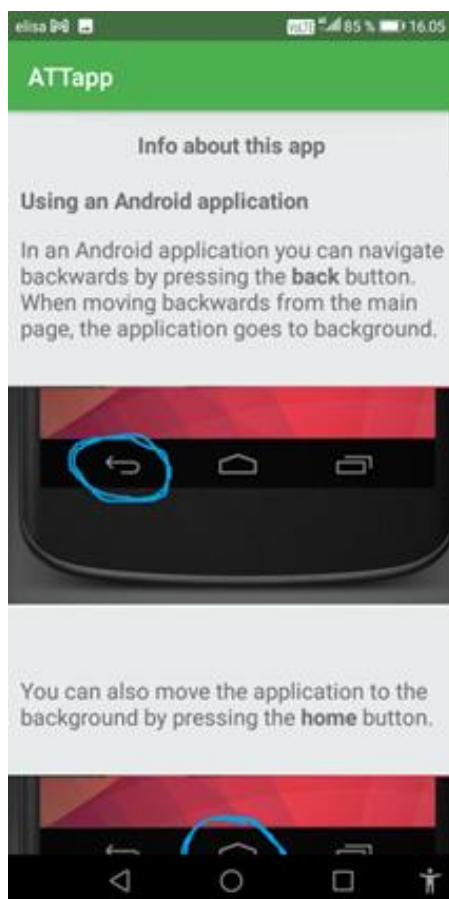 elisa
VoLTE 85 % 16.05
ATTapp
Info about this app
Using an Android application
In an Android application you can navigate
backwards by pressing the back button.
When moving backwards from the main
page, the application goes to background.
You can also move the application to the
background by pressing the home button.